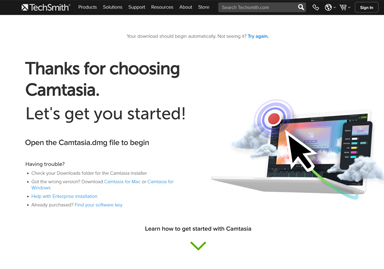 TechSmith Products Solutions Support Resources About Store Search Techsmith.com Sign In
Your download should begin automatically. Not seeing it? Try again.
Thanks for choosing
Camtasia.
Let's get you started!
Open the Camtasia.dmg file to begin
Having trouble?
Check your Downloads folder for the Camtasia installer
Got the wrong version? Download Camtasia for Mac or Camtasia for
Windows
Help with Enterprise Installation
Already purchased? Find your software key.
Learn how to get started with Camtasia